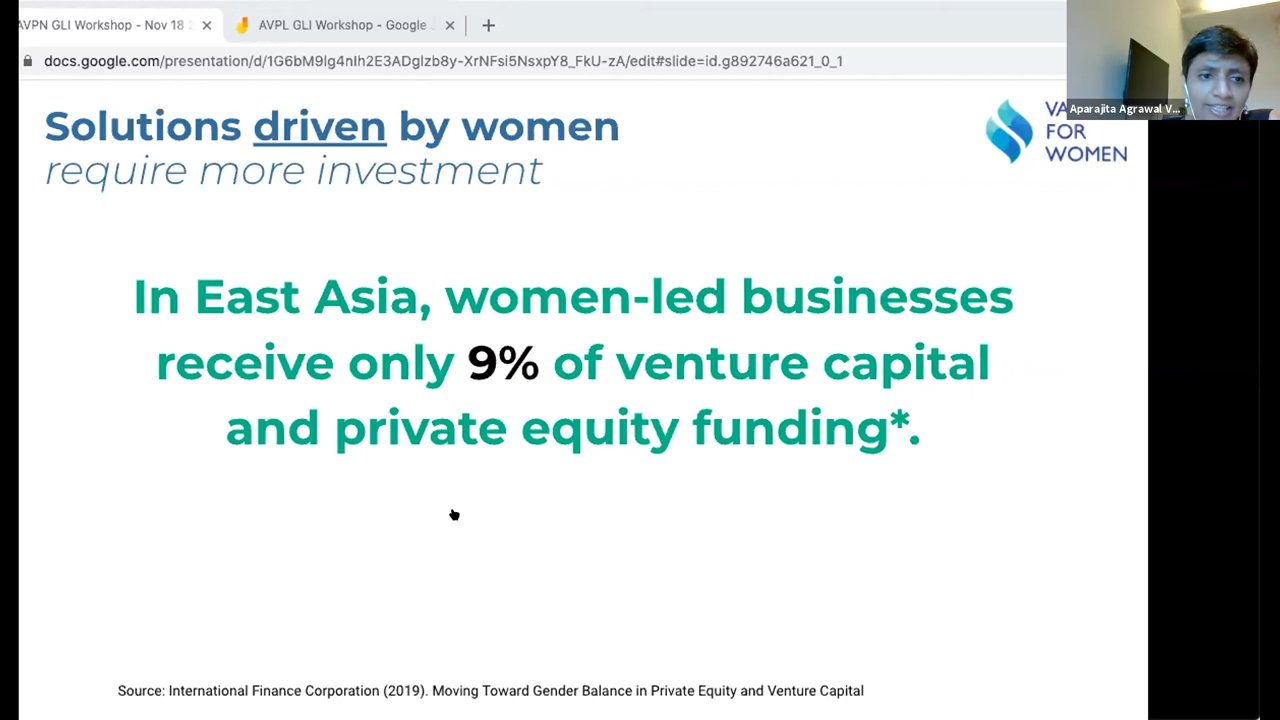 AVPN GLI Workshop - Nov 18
AVPL GLI Workshop - Google
docs.google.com/presentation/d/1G6bM9lg4nIh2E3ADglzb8y-XrNFsi5NsxpY8_FkU-zA/edit#slide=id.g892746a621_0_1
Aparajita Agrawal V...
Solutions driven by women
require more investment
VA
FOR
WOMEN
In East Asia, women-led businesses
receive only 9% of venture capital
and private equity funding*.
Source: International Finance Corporation (2019). Moving Toward Gender Balance in Private Equity and Venture Capital